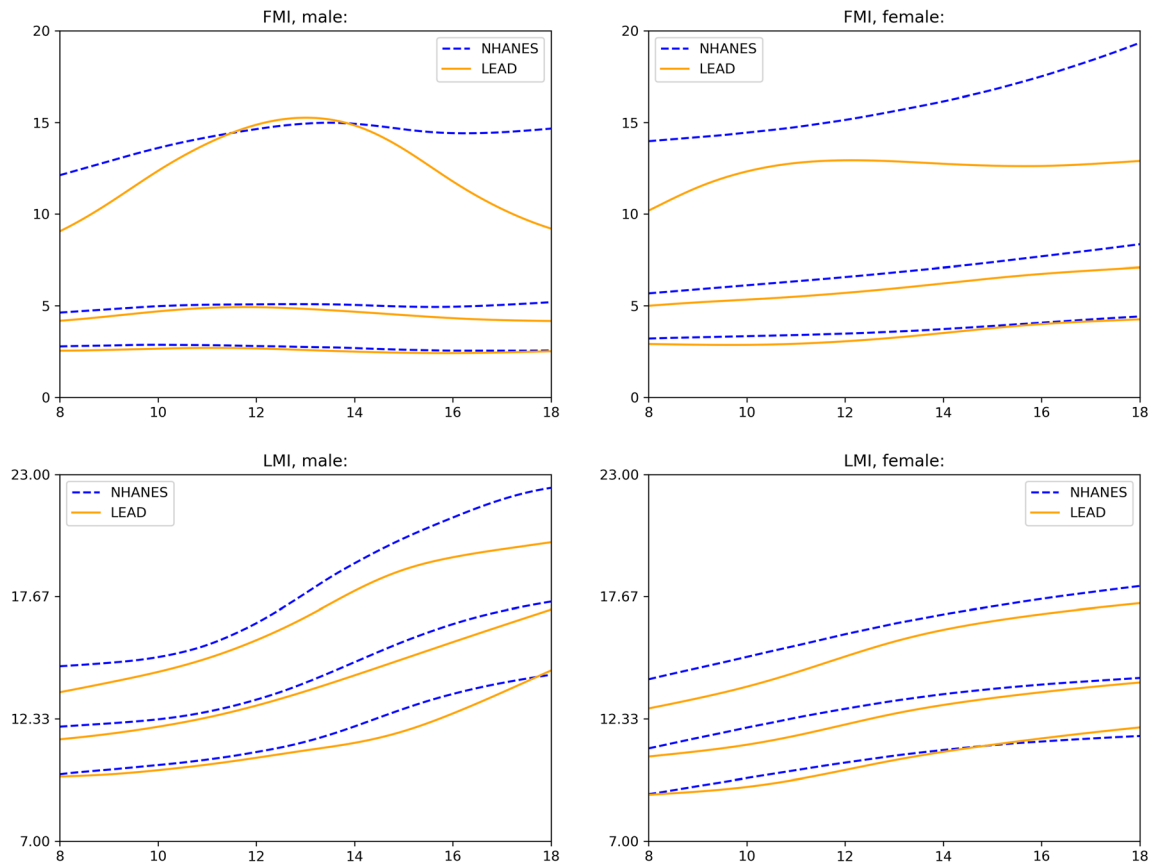 FMI, male:
20
15
10
5
0
NHANES
LEAD
8 10 12 14 16 18
FMI, female:
20
15
10
5
0
NHANES
LEAD
8 10 12 14 16 18
LMI, male:
23.00
17.67
12.33
7.00
NHANES
LEAD
8 10 12 14 16 18
LMI, female:
23.00
17.67
12.33
7.00
NHANES
LEAD
8 10 12 14 16 18